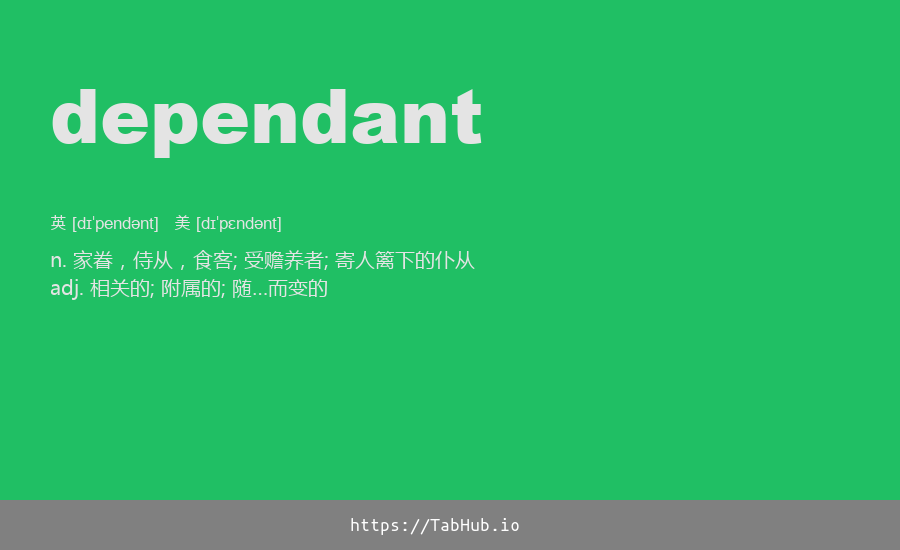 dependant
英 [dɪˈpendənt] 美 [dɪˈpɛndənt]
n. 家眷，侍从，食客; 受赡养者; 寄人篱下的仆从
adj. 相关的; 附属的; 随...而变的
https://TabHub.io